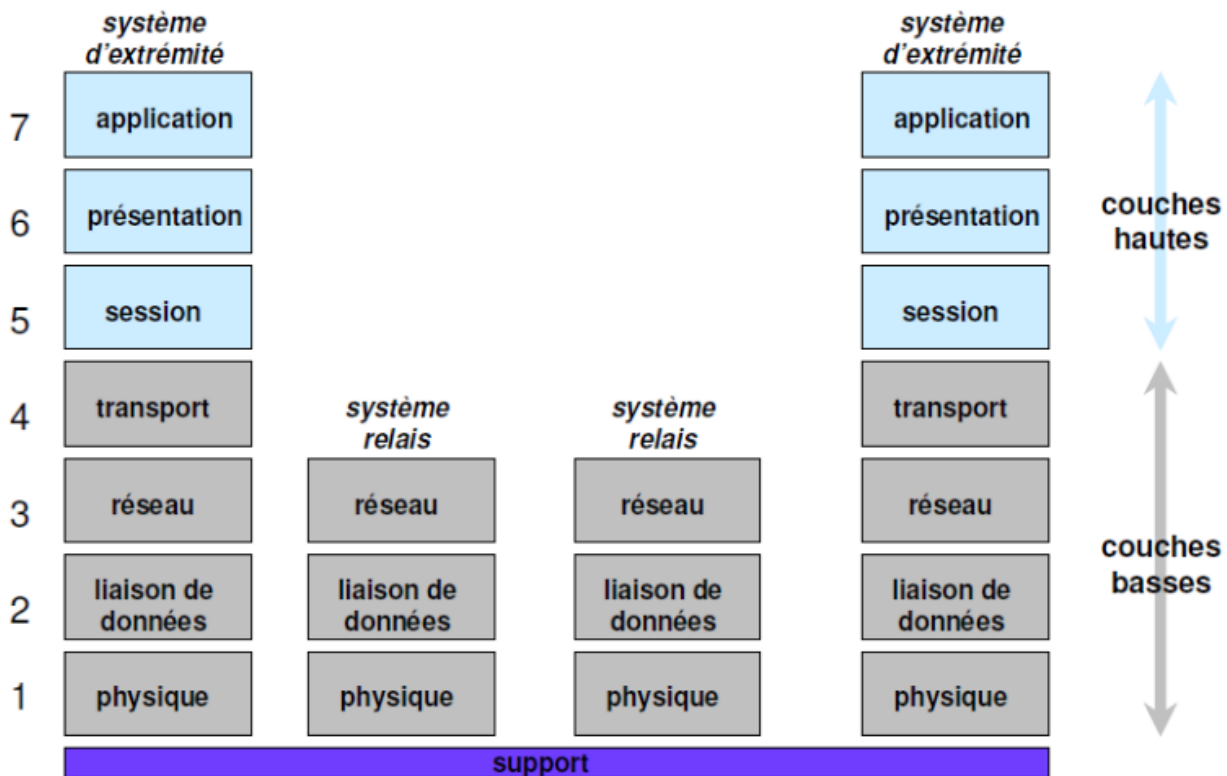 système
d'extrémité
système
d'extrémité
7
application
application
6
présentation
présentation
couches
hautes
5
session
session
4
transport
système
relais
système
relais
transport
3
réseau
réseau
réseau
réseau
couches
basses
2
liaison de
données
liaison de
données
liaison de
données
liaison de
données
1
physique
physique
physique
physique
support